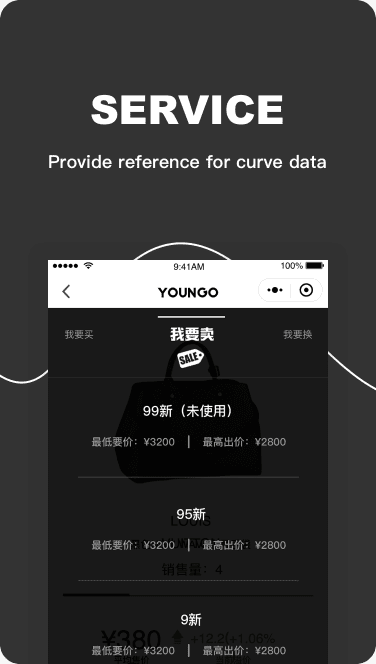 SERVICE
Provide reference for curve data
9:41AM 100%
YOUNGO
我要买 我要卖 我要换
SALE
99新（未使用）
最低要价：¥3200 | 最高出价：¥2800
95新
LOUIS
最低要价：¥3200 | 最高出价：¥2800
销售量：4
9新
¥380 +12.2(+1.06%
最低要价：¥3200 | 最高出价：¥2800